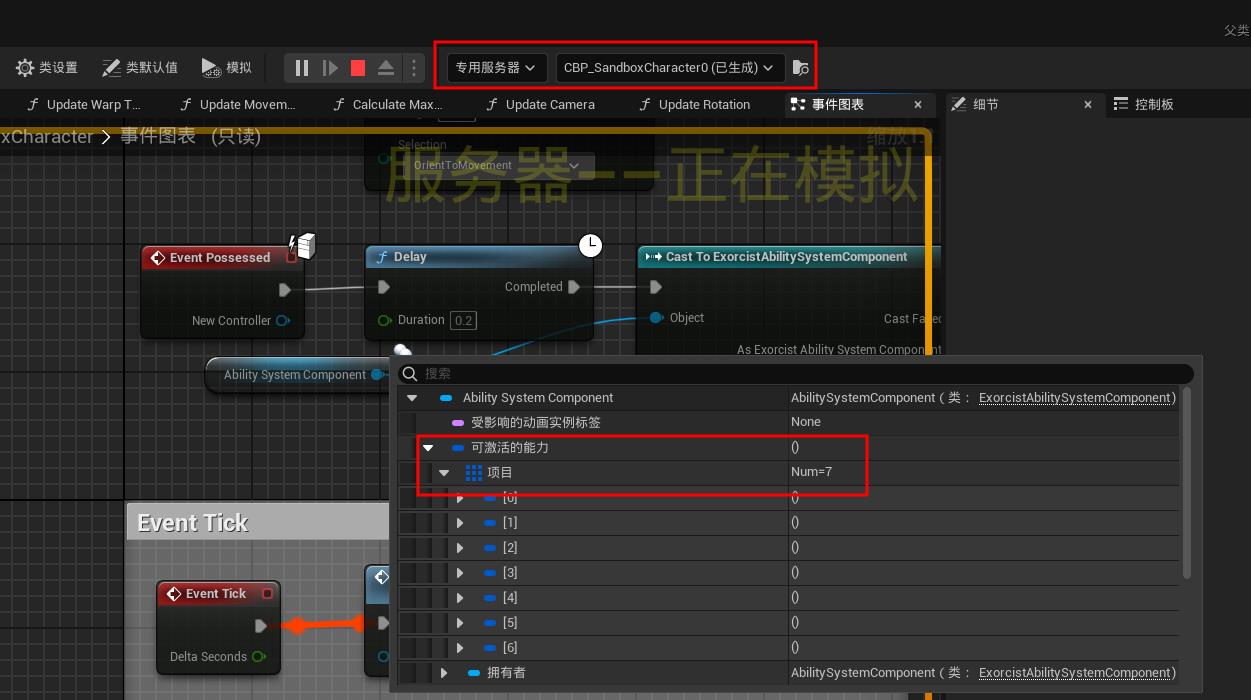 父类
类设置
类默认值
模拟
专用服务器
CBP_SandboxCharacter0 (已生成)
Update Warp T...
Update Movem...
Calculate Max...
Update Camera
Update Rotation
事件图表
细节
控制板
xCharacter > 事件图表 (只读)
缩放1:1
Selection
OrientToMovement
服务器--正在模拟
Event Possessed
Delay
Cast To ExorcistAbilitySystemComponent
Completed
New Controller
Duration 0.2
Object
Cast Failed
As Exorcist Ability System Component
Ability System Component
搜索
Ability System Component
AbilitySystemComponent (类: ExorcistAbilitySystemComponent)
受影响的动画实例标签
None
可激活的能力
()
项目
Num=7
[0]
()
[1]
()
[2]
()
[3]
()
[4]
()
[5]
()
[6]
()
拥有者
AbilitySystemComponent (类: ExorcistAbilitySystemComponent)
Event Tick
Event Tick
Delta Seconds